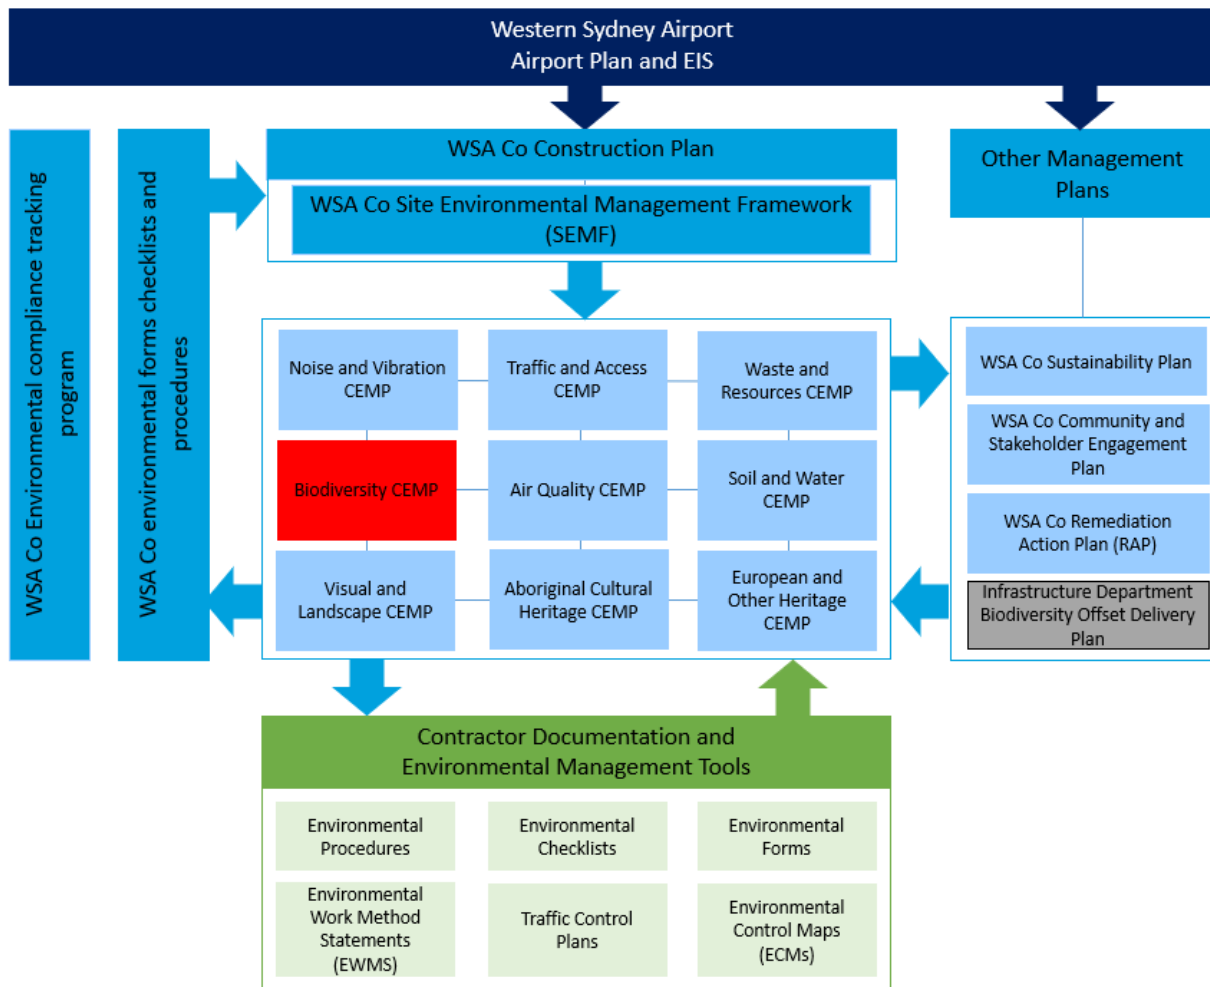 Western Sydney Airport
Airport Plan and EIS
WSA Co Environmental compliance tracking
program
WSA Co environmental forms checklists and
procedures
WSA Co Construction Plan
WSA Co Site Environmental Management Framework
(SEMF)
Other Management
Plans
Noise and Vibration
CEMP
Traffic and Access
CEMP
Waste and
Resources CEMP
Biodiversity CEMP
Air Quality CEMP
Soil and Water
CEMP
Visual and
Landscape CEMP
Aboriginal Cultural
Heritage CEMP
European and
Other Heritage
CEMP
WSA Co Sustainability Plan
WSA Co Community and
Stakeholder Engagement
Plan
WSA Co Remediation
Action Plan (RAP)
Infrastructure Department
Biodiversity Offset Delivery
Plan
Contractor Documentation and
Environmental Management Tools
Environmental
Procedures
Environmental
Checklists
Environmental
Forms
Environmental
Work Method
Statements
(EWMS)
Traffic Control
Plans
Environmental
Control Maps
(ECMs)